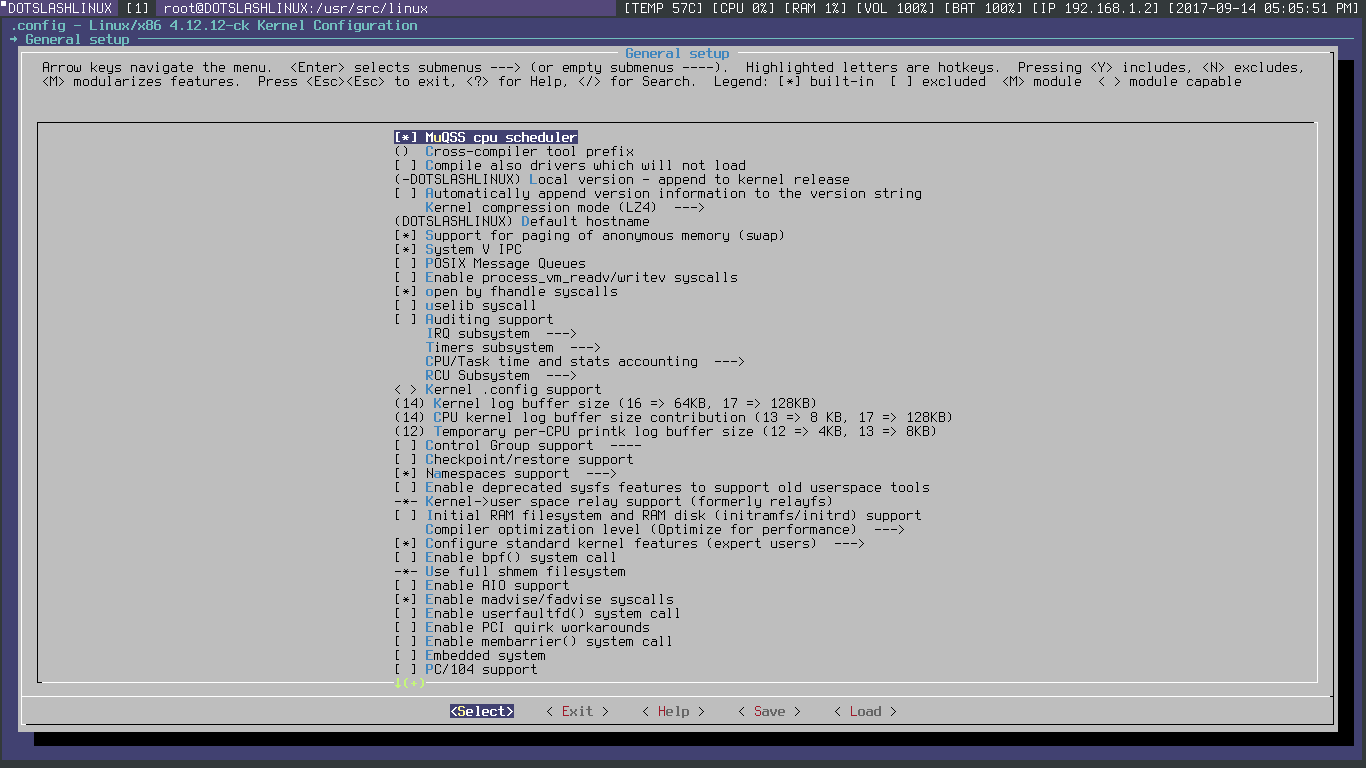 DOTSLASHLINUX [1] root@DOTSLASHLINUX:/usr/src/linux [TEMP 57C] [CPU 0%] [RAM 1%] [VOL 100%] [BAT 100%] [IP 192.168.1.2] [2017-09-14 05:05:51 PM]
.config - Linux/x86 4.12.12-ck Kernel Configuration
→ General setup
General setup
Arrow keys navigate the menu.  <Enter> selects submenus ---> (or empty submenus ----).  Highlighted letters are hotkeys.  Pressing <Y> includes, <N> excludes,
<M> modularizes features.  Press <Esc><Esc> to exit, <?> for Help, </> for Search.  Legend: [*] built-in  [ ] excluded  <M> module  < > module capable
[*] MuQSS cpu scheduler
()  Cross-compiler tool prefix
[ ] Compile also drivers which will not load
(-DOTSLASHLINUX) Local version - append to kernel release
[ ] Automatically append version information to the version string
Kernel compression mode (LZ4)  --->
(DOTSLASHLINUX) Default hostname
[*] Support for paging of anonymous memory (swap)
[*] System V IPC
[ ] POSIX Message Queues
[ ] Enable process_vm_readv/writev syscalls
[*] open by fhandle syscalls
[ ] uselib syscall
[ ] Auditing support
IRQ subsystem  --->
Timers subsystem  --->
CPU/Task time and stats accounting  --->
RCU Subsystem  --->
< > Kernel .config support
(14) Kernel log buffer size (16 => 64KB, 17 => 128KB)
(14) CPU kernel log buffer size contribution (13 => 8 KB, 17 => 128KB)
(12) Temporary per-CPU printk log buffer size (12 => 4KB, 13 => 8KB)
[ ] Control Group support  ----
[ ] Checkpoint/restore support
[*] Namespaces support  --->
[ ] Enable deprecated sysfs features to support old userspace tools
-*- Kernel->user space relay support (formerly relayfs)
[ ] Initial RAM filesystem and RAM disk (initramfs/initrd) support
Compiler optimization level (Optimize for performance)  --->
[*] Configure standard kernel features (expert users)  --->
[ ] Enable bpf() system call
-*- Use full shmem filesystem
[ ] Enable AIO support
[*] Enable madvise/fadvise syscalls
[ ] Enable userfaultfd() system call
[ ] Enable PCI quirk workarounds
[ ] Enable membarrier() system call
[ ] Embedded system
[ ] PC/104 support
↓(+)
<Select>    < Exit >    < Help >    < Save >    < Load >